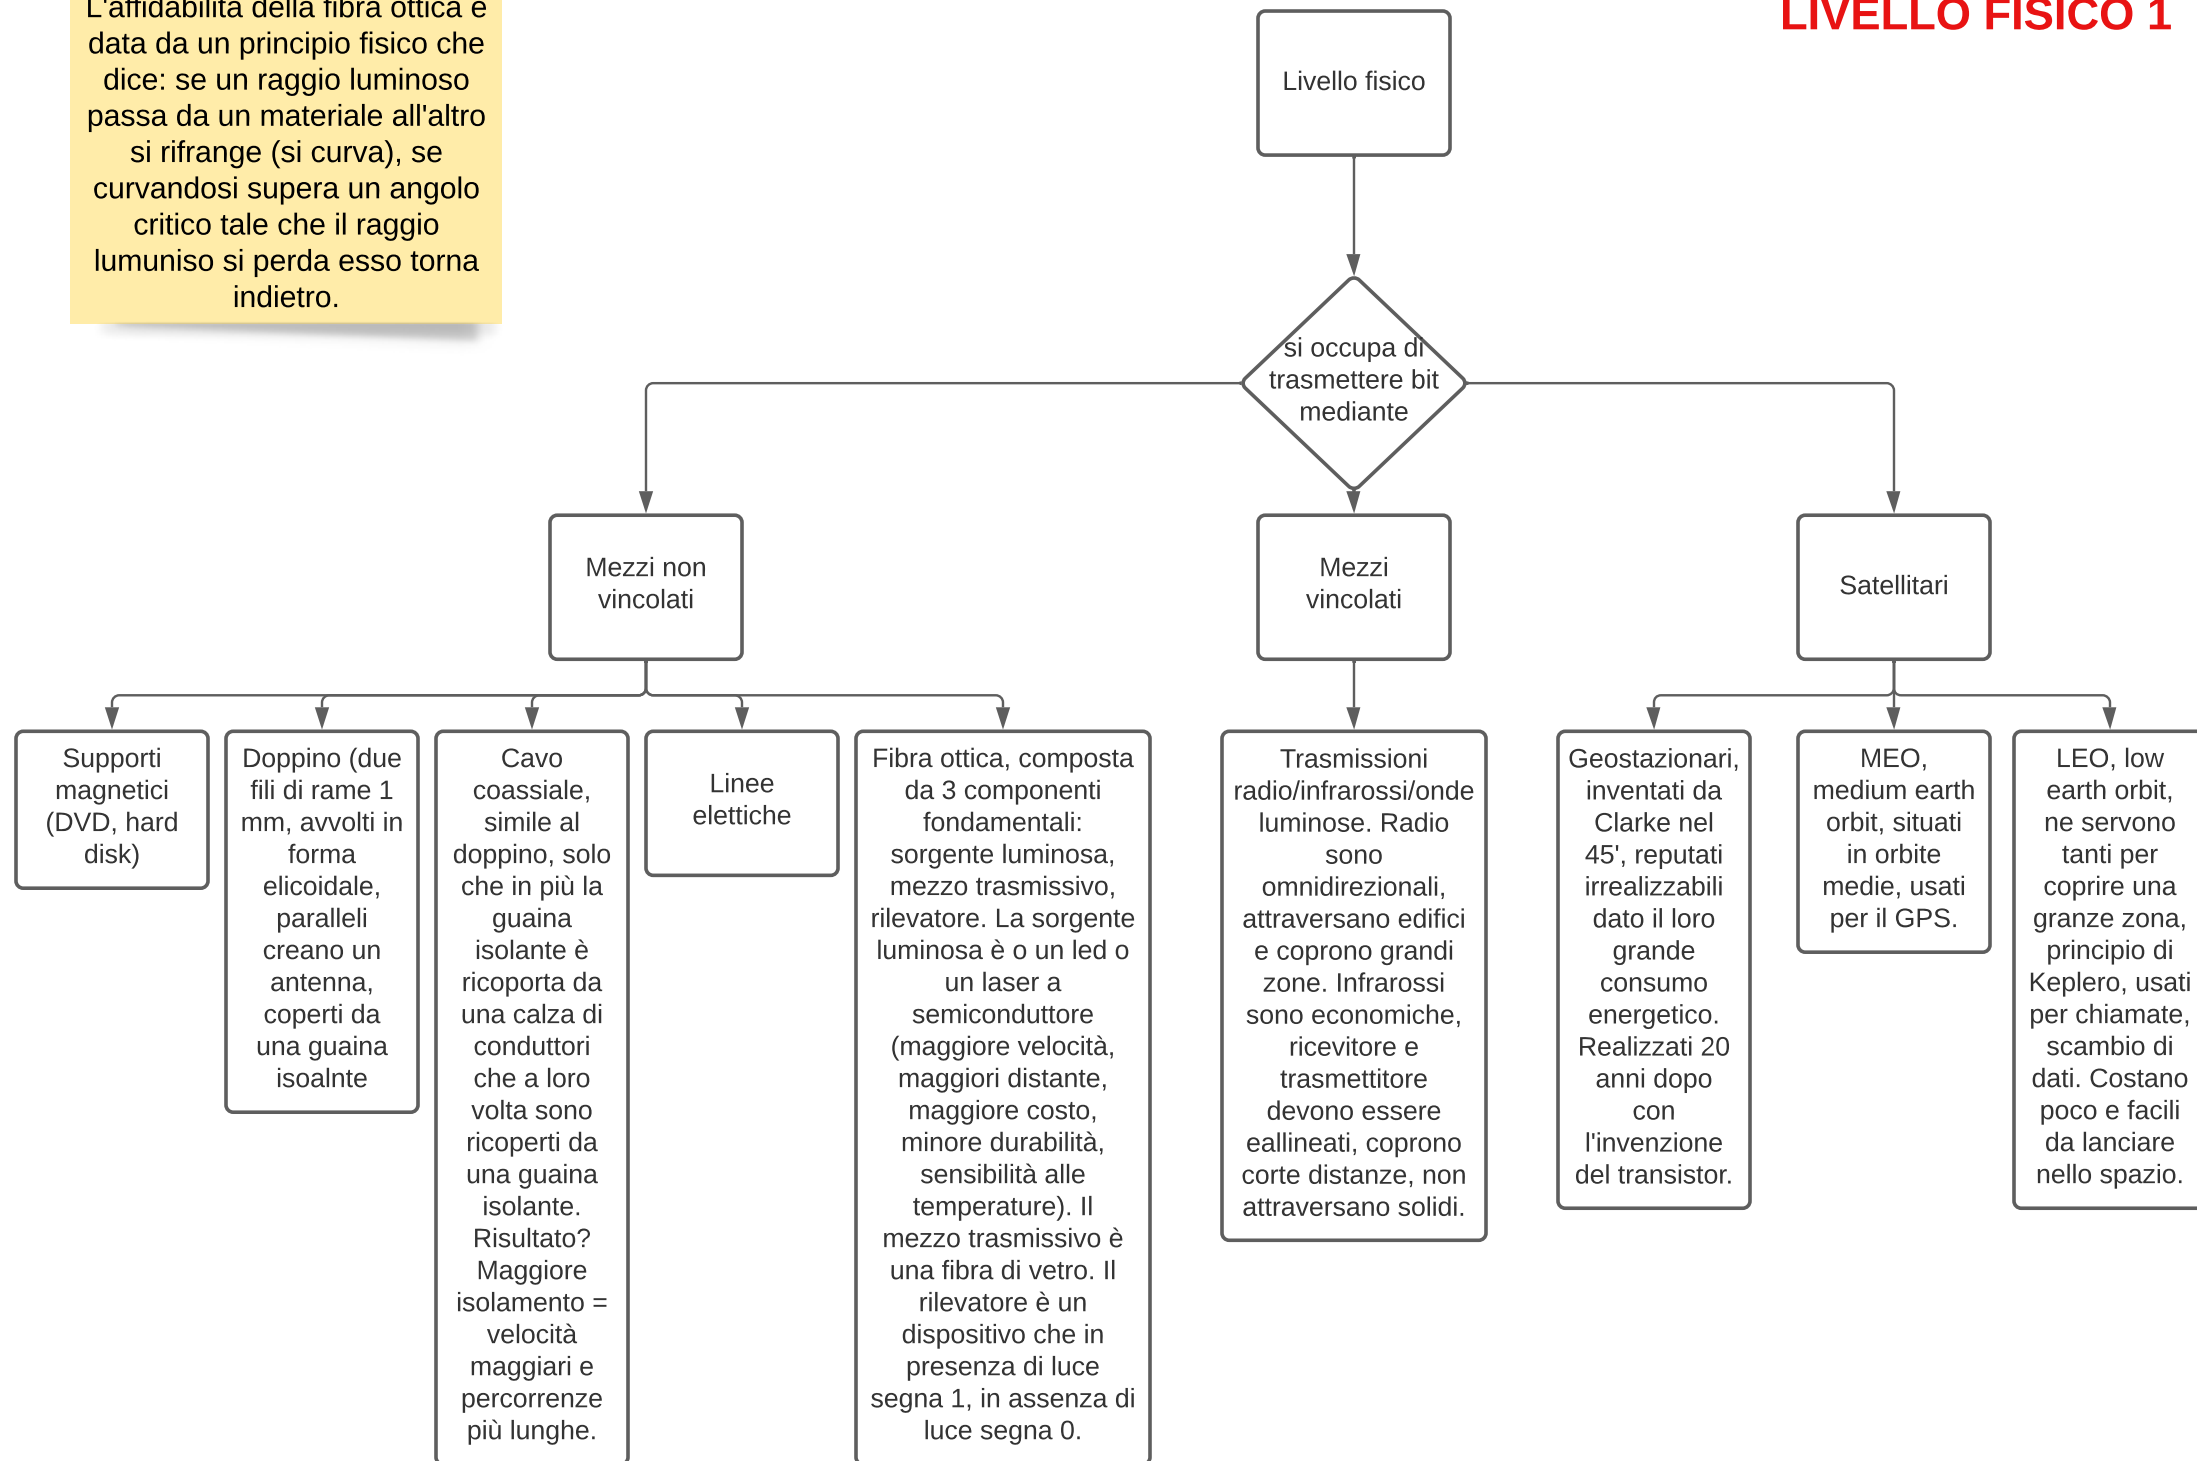 L'affidabilità della fibra ottica è
data da un principio fisico che
dice: se un raggio luminoso
passa da un materiale all'altro
si rifrange (si curva), se
curvandosi supera un angolo
critico tale che il raggio
lumuniso si perda esso torna
indietro.
LIVELLO FISICO 1
Livello fisico
si occupa di
trasmettere bit
mediante
Mezzi non
vincolati
Mezzi
vincolati
Satellitari
Supporti
magnetici
(DVD, hard
disk)
Doppino (due
fili di rame 1
mm, avvolti in
forma
elicoidale,
paralleli
creano un
antenna,
coperti da
una guaina
isoalnte
Cavo
coassiale,
simile al
doppino, solo
che in più la
guaina
isolante è
ricoporta da
una calza di
conduttori
che a loro
volta sono
ricoperti da
una guaina
isolante.
Risultato?
Maggiore
isolamento =
velocità
maggiari e
percorrenze
più lunghe.
Linee
elettiche
Fibra ottica, composta
da 3 componenti
fondamentali:
sorgente luminosa,
mezzo trasmissivo,
rilevatore. La sorgente
luminosa è o un led o
un laser a
semiconduttore
(maggiore velocità,
maggiori distante,
maggiore costo,
minore durabilità,
sensibilità alle
temperature). Il
mezzo trasmissivo è
una fibra di vetro. Il
rilevatore è un
dispositivo che in
presenza di luce
segna 1, in assenza di
luce segna 0.
Trasmissioni
radio/infrarossi/onde
luminose. Radio
sono
omnidirezionali,
attraversano edifici
e coprono grandi
zone. Infrarossi
sono economiche,
ricevitore e
trasmettitore
devono essere
eallineati, coprono
corte distanze, non
attraversano solidi.
Geostazionari,
inventati da
Clarke nel
45', reputati
irrealizzabili
dato il loro
grande
consumo
energetico.
Realizzati 20
anni dopo
con
l'invenzione
del transistor.
MEO,
medium earth
orbit, situati
in orbite
medie, usati
per il GPS.
LEO, low
earth orbit,
ne servono
tanti per
coprire una
granze zona,
principio di
Keplero, usati
per chiamate,
scambio di
dati. Costano
poco e facili
da lanciare
nello spazio.